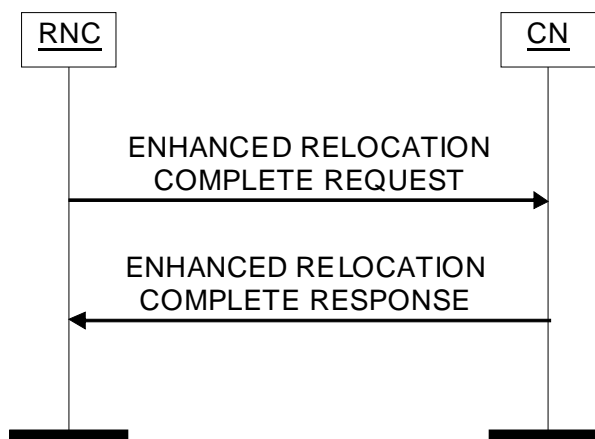 RNC
CN
ENHANCED RELOCATION
COMPLETE REQUEST
ENHANCED RELOCATION
COMPLETE RESPONSE